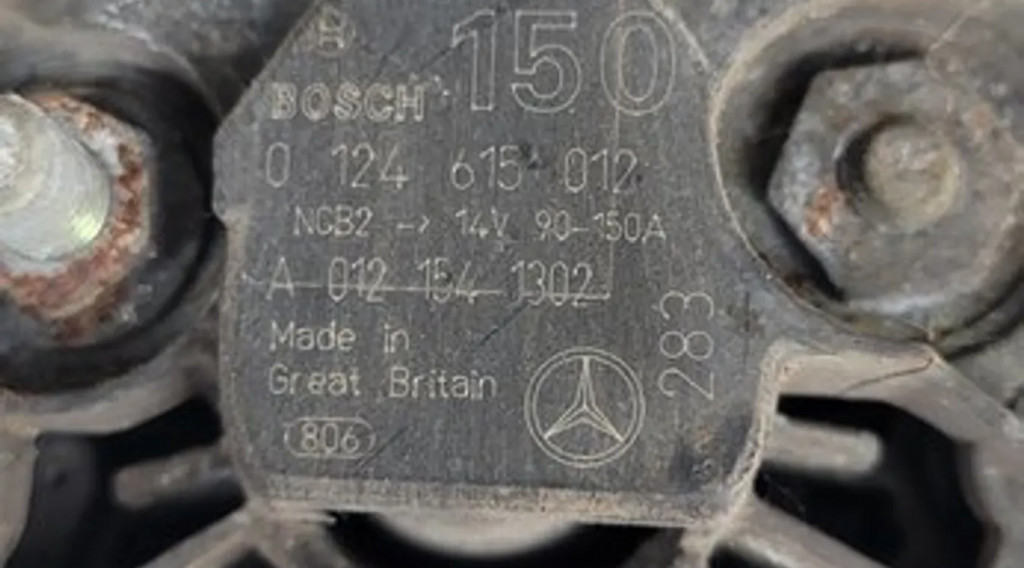 150
BOSCH
0 124 615 012
NCB2 -> 14V 90-150A
A 012 154 1302
283
Made in
Great Britain
806